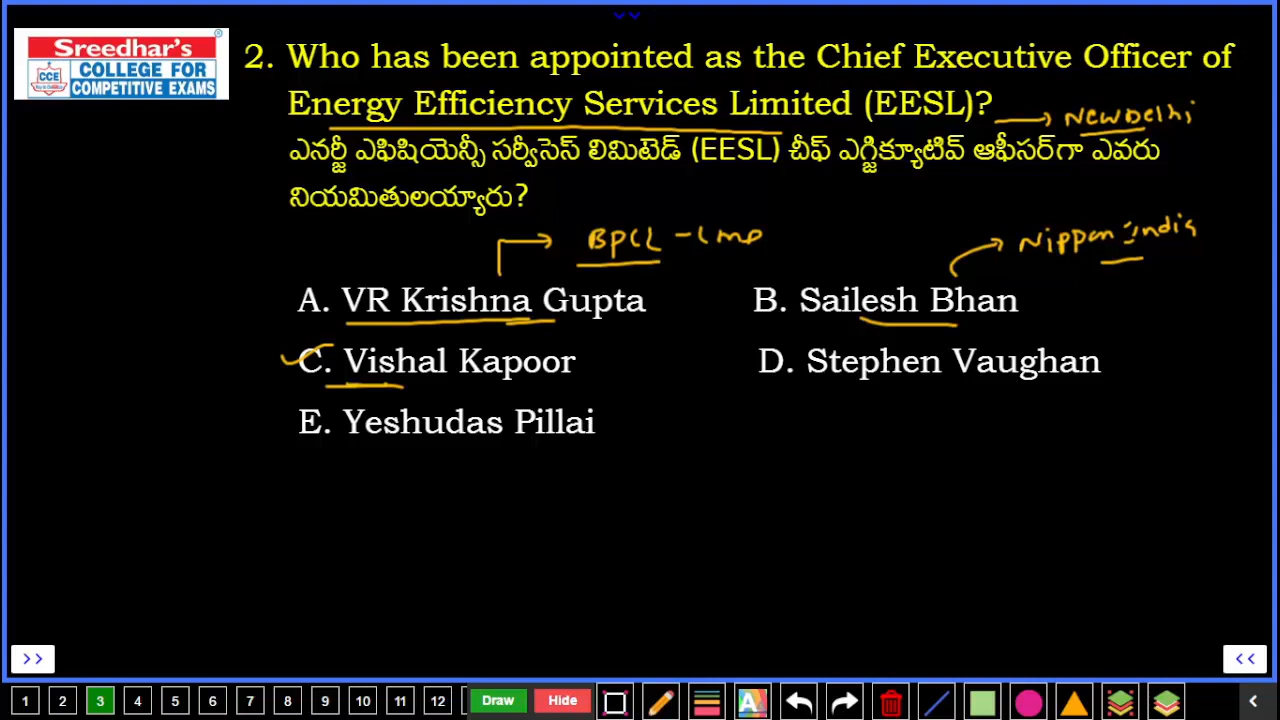 Sreedhar's
CCE
COLLEGE FOR
COMPETITIVE EXAMS
2. Who has been appointed as the Chief Executive Officer of
Energy Efficiency Services Limited (EESL)? New Delhi
ఎనర్జీ ఎఫిషియెన్సీ సర్వీసెస్ లిమిటెడ్ (EESL) చీఫ్ ఎగ్జిక్యూటివ్ ఆఫీసర్‌గా ఎవరు
నియమితులయ్యారు?
BPCL - CMD Nippon India
A. VR Krishna Gupta B. Sailesh Bhan
C. Vishal Kapoor D. Stephen Vaughan
E. Yeshudas Pillai
>> <<
1 2 3 4 5 6 7 8 9 10 11 12 Draw Hide A <